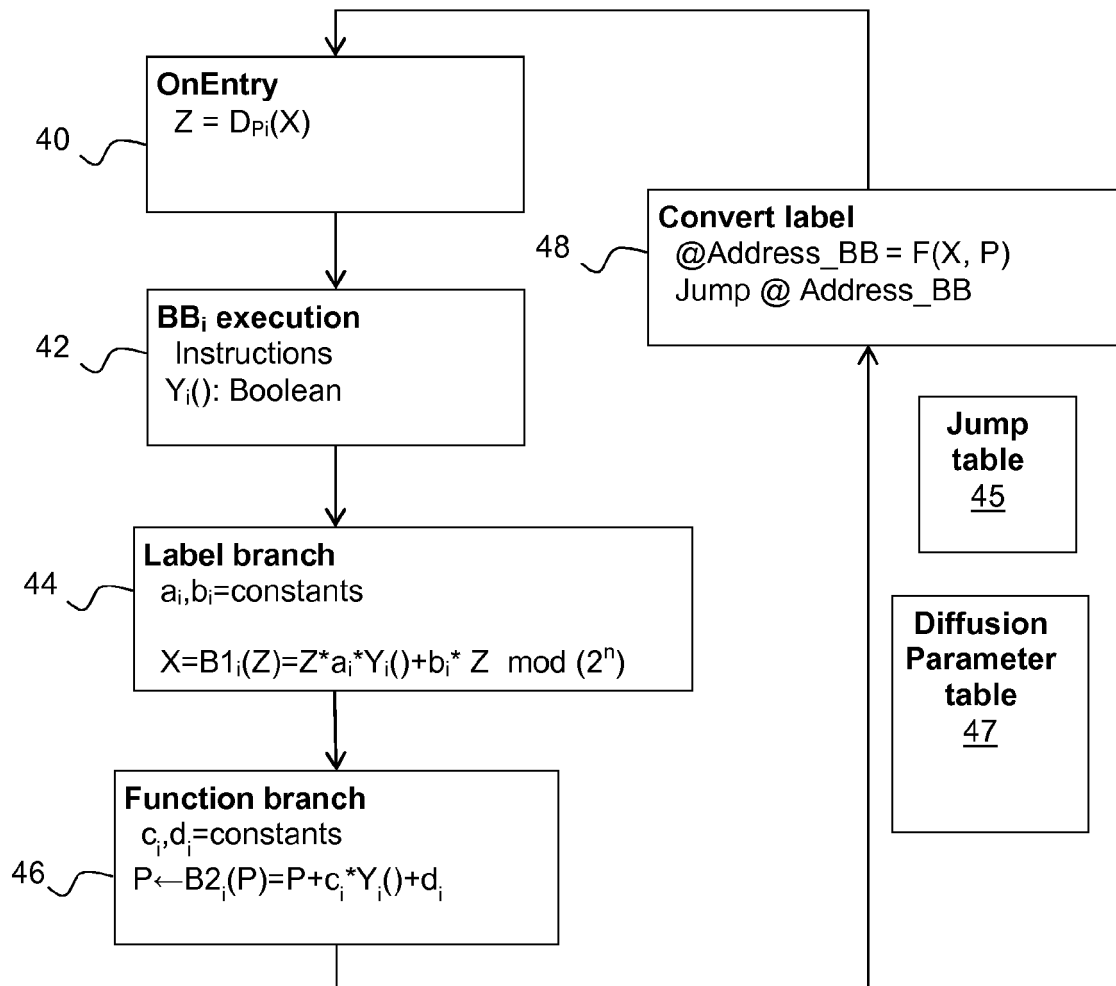 OnEntry
Z = D_Pi(X)
40
Convert label
@Address_BB = F(X, P)
Jump @ Address_BB
48
BB_i execution
Instructions
Y_i(): Boolean
42
Jump
table
45
Label branch
a_i,b_i=constants
X=B1_i(Z)=Z*a_i*Y_i()+b_i* Z mod (2^n)
44
Diffusion
Parameter
table
47
Function branch
c_i,d_i=constants
P←B2_i(P)=P+c_i*Y_i()+d_i
46